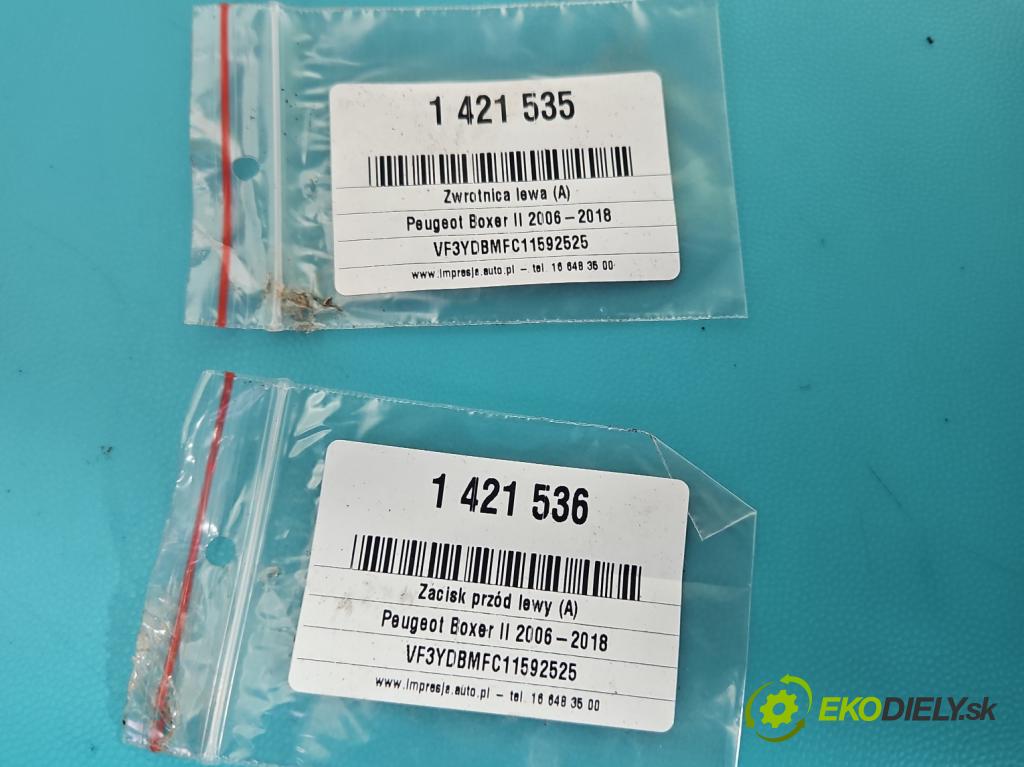 1 421 535
Zwrotnica lewa (A)
Peugeot Boxer II 2006-2018
VF3YDBMFC11592525
www.impresja.auto.pl - tel. 16 648 35 00
1 421 536
Zacisk przód lewy (A)
Peugeot Boxer II 2006-2018
VF3YDBMFC11592525
www.impresja.auto.pl - tel. 16 648 35 00
EKODIELY.sk